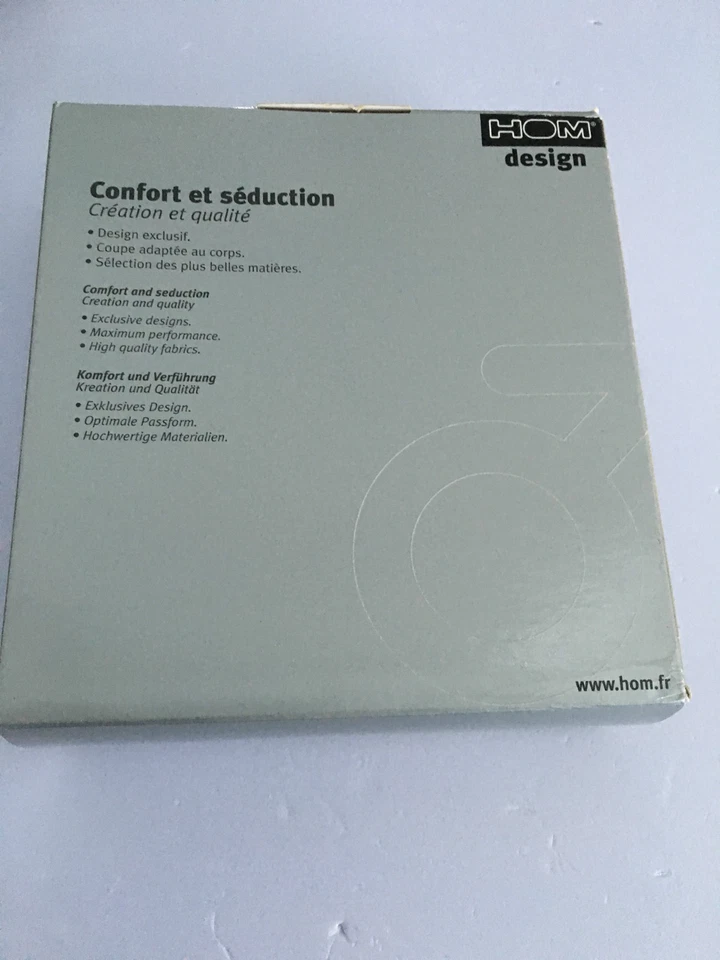 HOM®
design
Confort et séduction
Création et qualité
• Design exclusif.
• Coupe adaptée au corps.
• Sélection des plus belles matières.
Comfort and seduction
Creation and quality
• Exclusive designs.
• Maximum performance.
• High quality fabrics.
Komfort und Verführung
Kreation und Qualität
• Exklusives Design.
• Optimale Passform.
• Hochwertige Materialien.
www.hom.fr